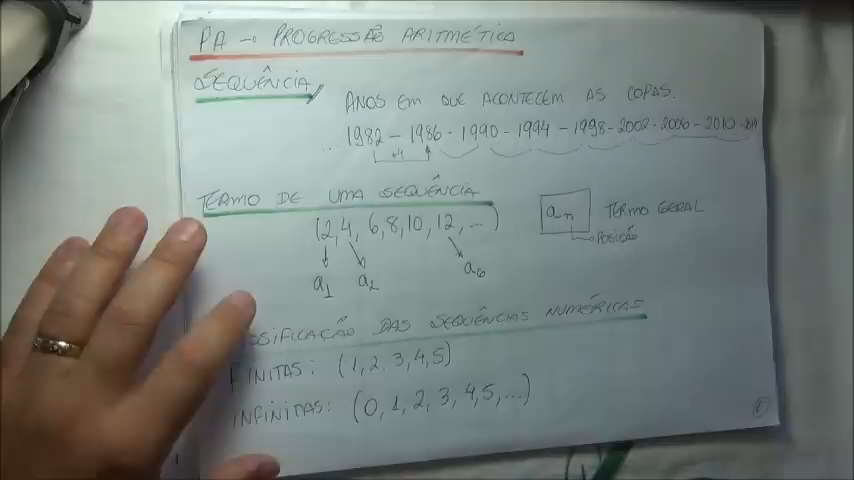 PA → PROGRESSÃO ARITMÉTICA
SEQUÊNCIA
ANOS EM QUE ACONTECEM AS COPAS.
... 1982 - 1986 - 1990 - 1994 - 1998 - 2002 - 2006 - 2010 -
+4
TERMO DE UMA SEQUÊNCIA
(2, 4, 6, 8, 10, 12, ...)
a1 a2 a6
an TERMO GERAL
POSIÇÃO
DAS SEQUÊNCIAS NUMÉRICAS
FINITAS: (1, 2, 3, 4, 5)
INFINITAS: (0, 1, 2, 3, 4, 5, ...)